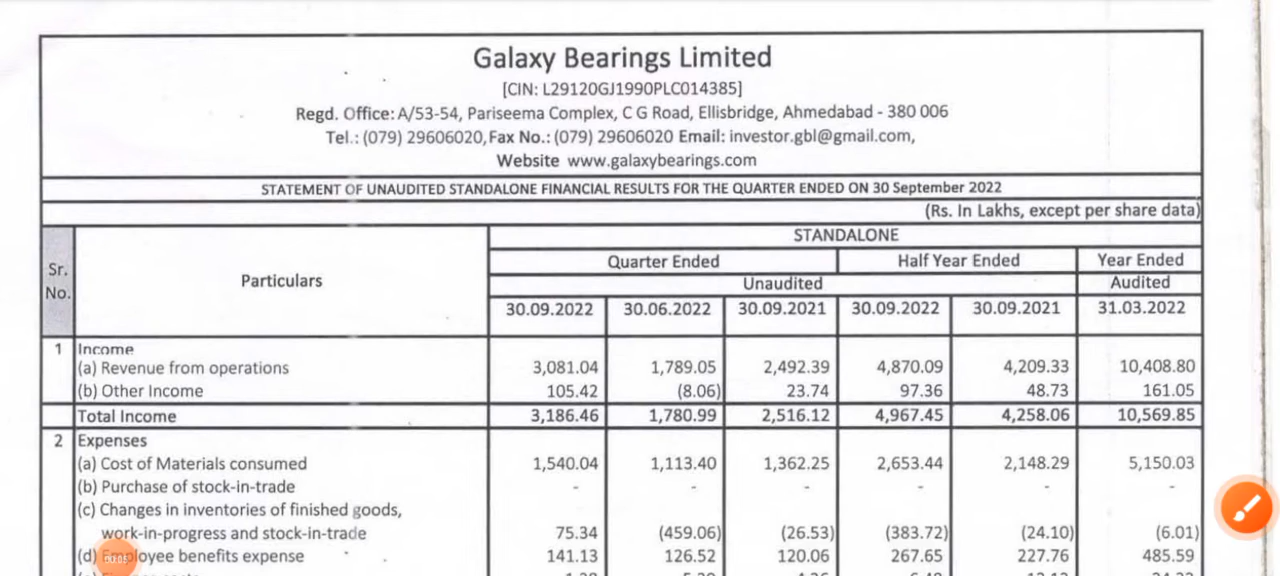 Galaxy Bearings Limited
[CIN: L29120GJ1990PLC014385]
Regd. Office: A/53-54, Pariseema Complex, C G Road, Ellisbridge, Ahmedabad - 380 006
Tel.: (079) 29606020, Fax No.: (079) 29606020 Email: investor.gbl@gmail.com,
Website www.galaxybearings.com
STATEMENT OF UNAUDITED STANDALONE FINANCIAL RESULTS FOR THE QUARTER ENDED ON 30 September 2022
(Rs. In Lakhs, except per share data)
Sr. No. Particulars STANDALONE
Quarter Ended Half Year Ended Year Ended
Unaudited Audited
30.09.2022 30.06.2022 30.09.2021 30.09.2022 30.09.2021 31.03.2022
1 Income
(a) Revenue from operations 3,081.04 1,789.05 2,492.39 4,870.09 4,209.33 10,408.80
(b) Other Income 105.42 (8.06) 23.74 97.36 48.73 161.05
Total Income 3,186.46 1,780.99 2,516.12 4,967.45 4,258.06 10,569.85
2 Expenses
(a) Cost of Materials consumed 1,540.04 1,113.40 1,362.25 2,653.44 2,148.29 5,150.03
(b) Purchase of stock-in-trade - - - - - -
(c) Changes in inventories of finished goods,
work-in-progress and stock-in-trade 75.34 (459.06) (26.53) (383.72) (24.10) (6.01)
(d) Employee benefits expense 141.13 126.52 120.06 267.65 227.76 485.59